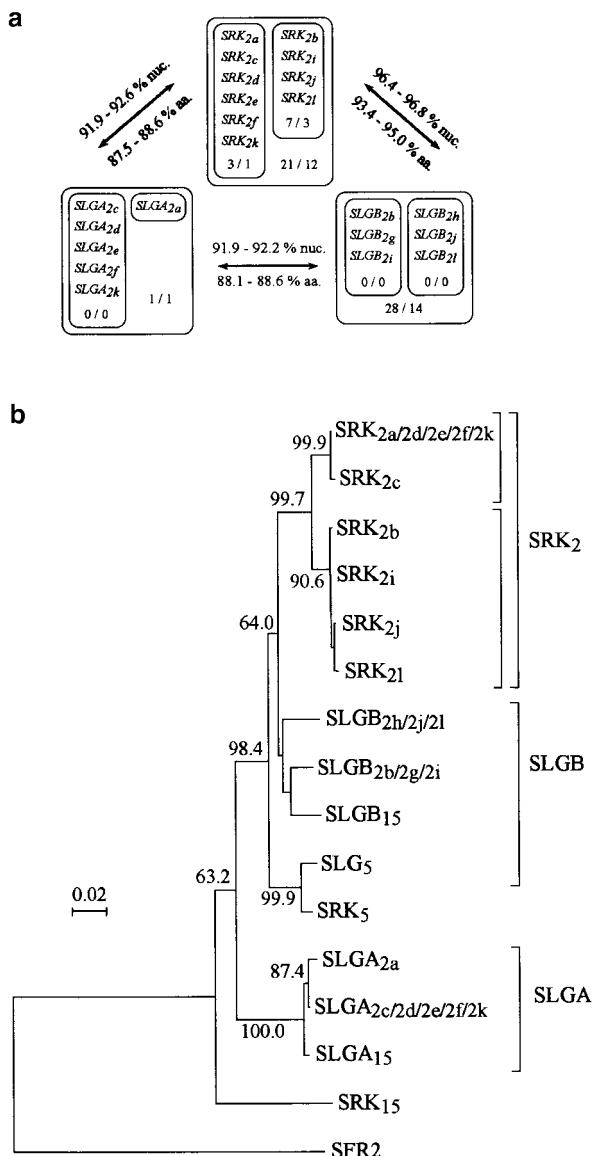 a
SRK2a
SRK2c
SRK2d
SRK2e
SRK2f
SRK2k
3 / 1
SRK2b
SRK2i
SRK2j
SRK2l
7 / 3
21 / 12
91.9 - 92.6 % nuc.
87.5 - 88.6 % aa.
96.4 - 96.8 % nuc.
93.4 - 95.0 % aa.
SLGA2c
SLGA2d
SLGA2e
SLGA2f
SLGA2k
0 / 0
SLGA2a
1 / 1
91.9 - 92.2 % nuc.
88.1 - 88.6 % aa.
SLGB2b
SLGB2g
SLGB2i
0 / 0
SLGB2h
SLGB2j
SLGB2l
0 / 0
28 / 14
b
SRK2a/2d/2e/2f/2k
99.9
SRK2c
99.7
SRK2b
SRK2
90.6
SRK2i
SRK2j
64.0
SRK2l
SLGB2h/2j/2l
98.4
SLGB2b/2g/2i
SLGB
SLGB15
SLG5
63.2
99.9
SRK5
0.02
SLGA2a
87.4
SLGA
SLGA2c/2d/2e/2f/2k
100.0
SLGA15
SRK15
SFR2